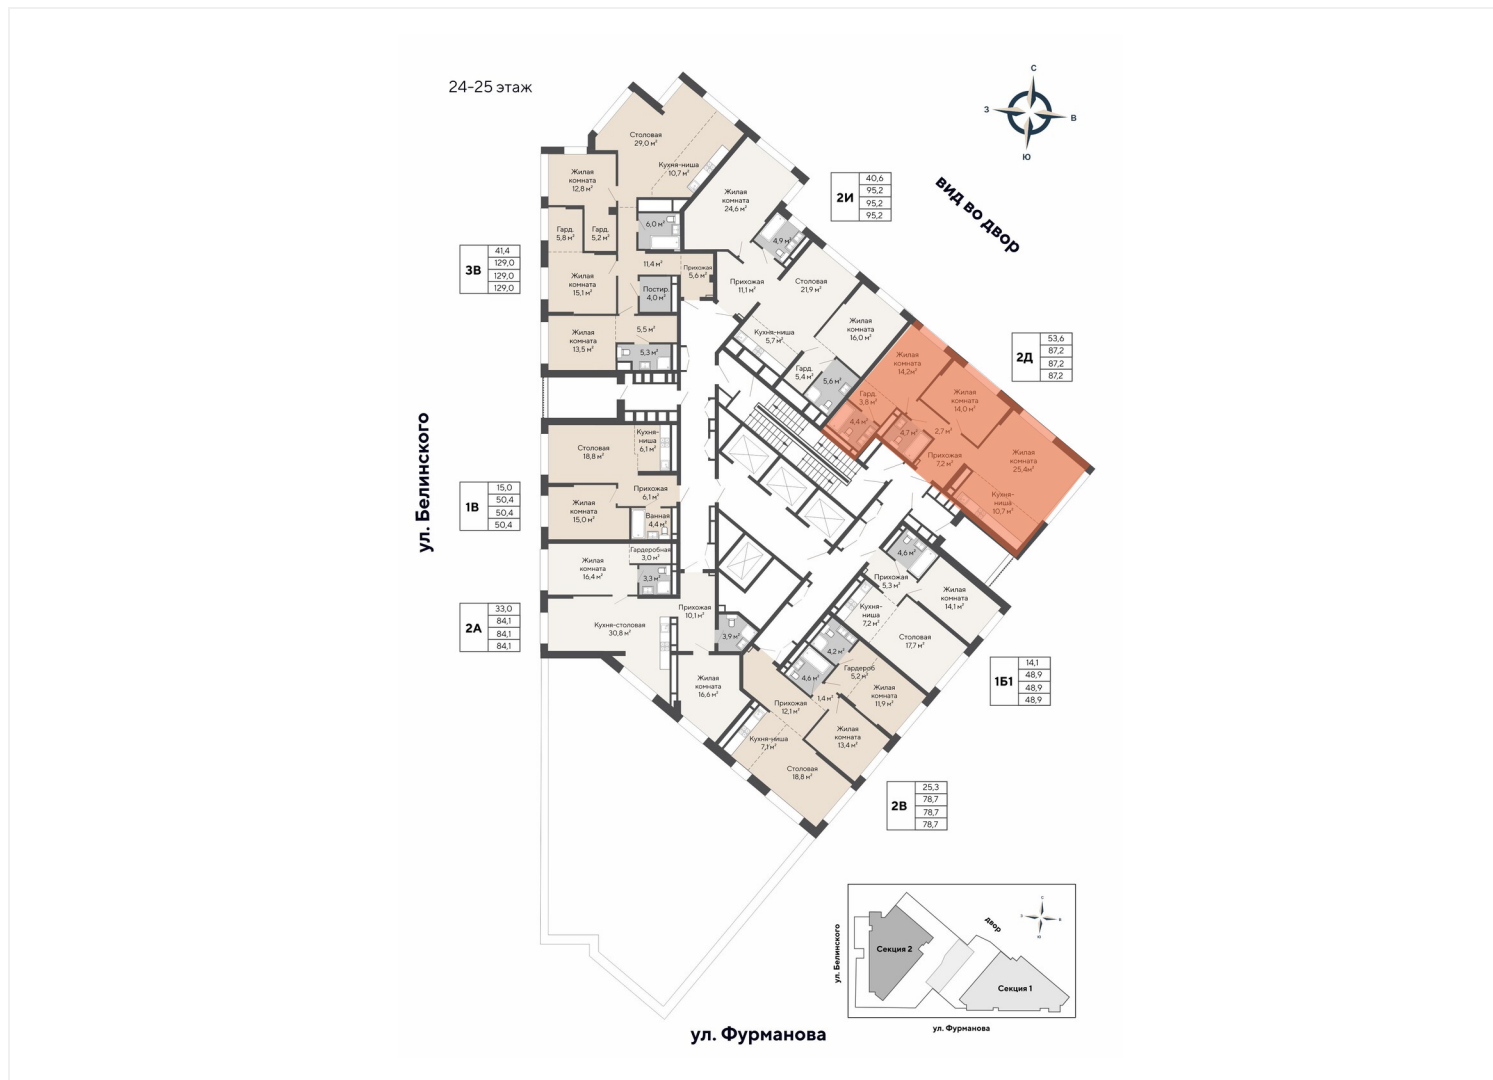 24-25 этаж
С
З
В
Ю
вид во двор
ул. Белинского
ул. Фурманова
3В
41,4
129,0
129,0
129,0
2И
40,6
95,2
95,2
95,2
2Д
53,6
87,2
87,2
87,2
1В
15,0
50,4
50,4
50,4
2А
33,0
84,1
84,1
84,1
1Б1
14,1
48,9
48,9
48,9
2В
25,3
78,7
78,7
78,7
Столовая
29,0 м²
Кухня-ниша
10,7 м²
Жилая
комната
12,8 м²
Гард.
5,8 м²
Гард.
5,2 м²
6,0 м²
11,4 м²
Прихожая
5,6 м²
Жилая
комната
15,1 м²
Постир.
4,0 м²
5,5 м²
Жилая
комната
13,5 м²
5,3 м²
Жилая
комната
24,6 м²
4,9 м²
Прихожая
11,1 м²
Столовая
21,9 м²
Жилая
комната
16,0 м²
Кухня-ниша
5,7 м²
Гард.
5,4 м²
5,6 м²
Жилая
комната
14,2м²
Гард.
3,8 м²
Жилая
комната
14,0 м²
4,4 м²
4,7 м²
2,7 м²
Прихожая
7,2 м²
Жилая
комната
25,4м²
Кухня-
ниша
10,7 м²
Столовая
18,8 м²
Кухня-
ниша
6,1 м²
Прихожая
6,1 м²
Жилая
комната
15,0 м²
Ванная
4,4 м²
Жилая
комната
16,4 м²
Гардеробная
3,0 м²
3,3 м²
Прихожая
10,1 м²
Кухня-столовая
30,8 м²
3,9 м²
Жилая
комната
16,6 м²
4,6 м²
Прихожая
5,3 м²
Жилая
комната
14,1 м²
Кухня-
ниша
7,2 м²
Столовая
17,7 м²
4,2 м²
4,6 м²
Гардероб
5,2 м²
1,4 м²
Жилая
комната
11,9 м²
Прихожая
12,1 м²
Жилая
комната
13,4 м²
Кухня-ниша
7,1 м²
Столовая
18,8 м²
ул. Белинского
Секция 2
двор
Секция 1
ул. Фурманова